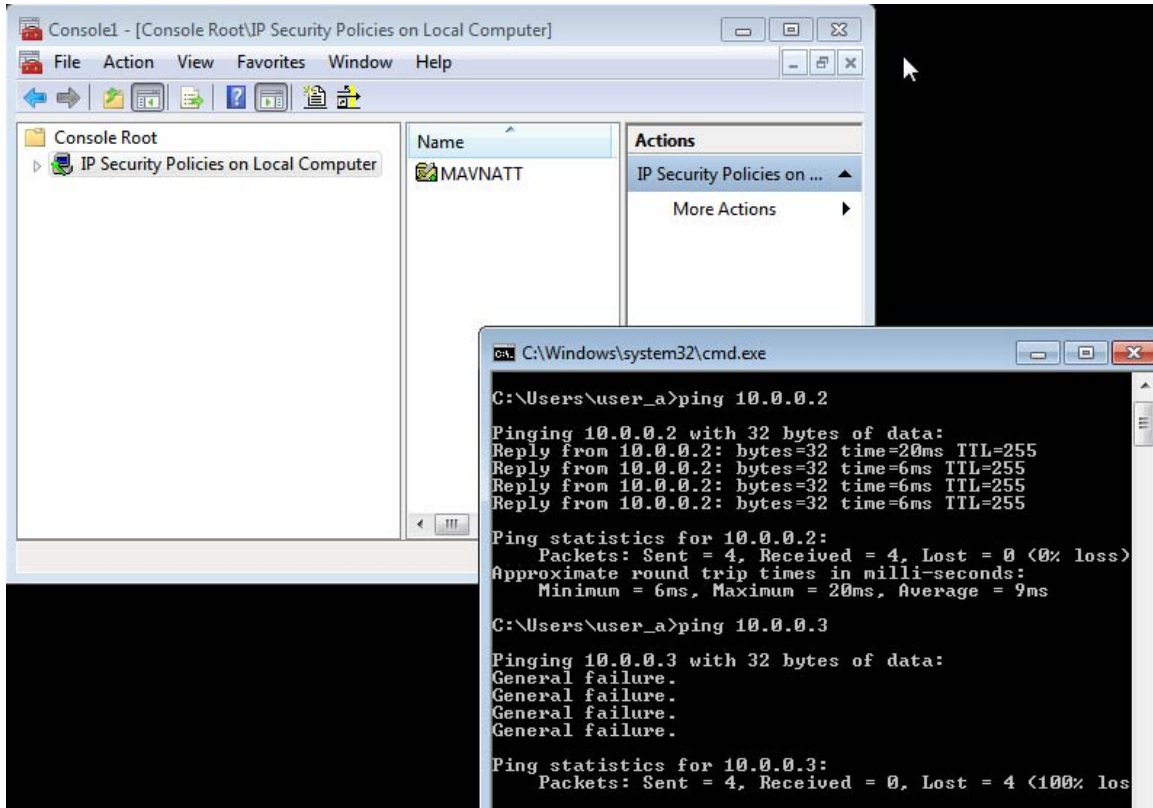 Console1 - [Console Root\IP Security Policies on Local Computer]
File Action View Favorites Window Help
Console Root
IP Security Policies on Local Computer
Name
MAVNATT
Actions
IP Security Policies on ...
More Actions
C:\Windows\system32\cmd.exe
C:\Users\user_a>ping 10.0.0.2
Pinging 10.0.0.2 with 32 bytes of data:
Reply from 10.0.0.2: bytes=32 time=20ms TTL=255
Reply from 10.0.0.2: bytes=32 time=6ms TTL=255
Reply from 10.0.0.2: bytes=32 time=6ms TTL=255
Reply from 10.0.0.2: bytes=32 time=6ms TTL=255
Ping statistics for 10.0.0.2:
Packets: Sent = 4, Received = 4, Lost = 0 (0% loss)
Approximate round trip times in milli-seconds:
Minimum = 6ms, Maximum = 20ms, Average = 9ms
C:\Users\user_a>ping 10.0.0.3
Pinging 10.0.0.3 with 32 bytes of data:
General failure.
General failure.
General failure.
General failure.
Ping statistics for 10.0.0.3:
Packets: Sent = 4, Received = 0, Lost = 4 (100% los